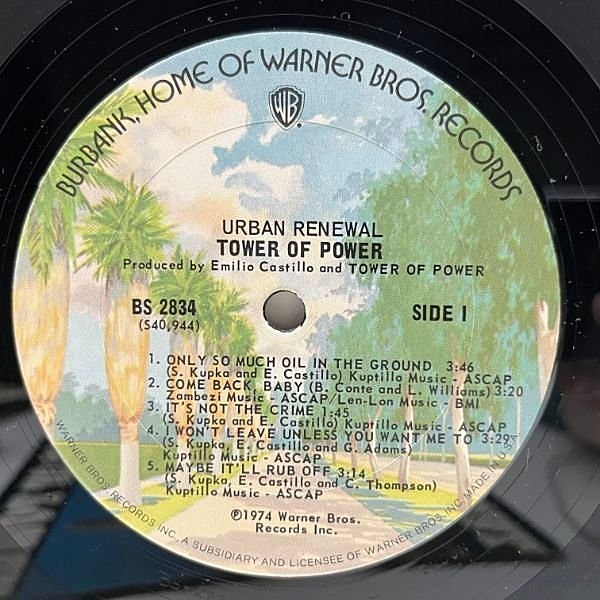 BURBANK, HOME OF WARNER BROS. RECORDS
WB
URBAN RENEWAL
TOWER OF POWER
Produced by Emilio Castillo and TOWER OF POWER
BS 2834
(S40,944)
SIDE I
1. ONLY SO MUCH OIL IN THE GROUND 3:46
(S. Kupka and E. Castillo) Kuptillo Music - ASCAP
2. COME BACK, BABY (B. Conte and L. Williams) 3:20
Zambezi Music - ASCAP/Len-Lon Music - BMI
3. IT'S NOT THE CRIME 1:45
(S. Kupka and E. Castillo) Kuptillo Music - ASCAP
4. I WON'T LEAVE UNLESS YOU WANT ME TO 3:29
(S. Kupka, E. Castillo and G. Adams)
Kuptillo Music - ASCAP
5. MAYBE IT'LL RUB OFF 3:14
(S. Kupka, E. Castillo and C. Thompson)
Kuptillo Music - ASCAP
℗1974 Warner Bros.
Records Inc.
WARNER BROS. RECORDS INC., A SUBSIDIARY AND LICENSEE OF WARNER BROS. INC. MADE IN U.S.A.